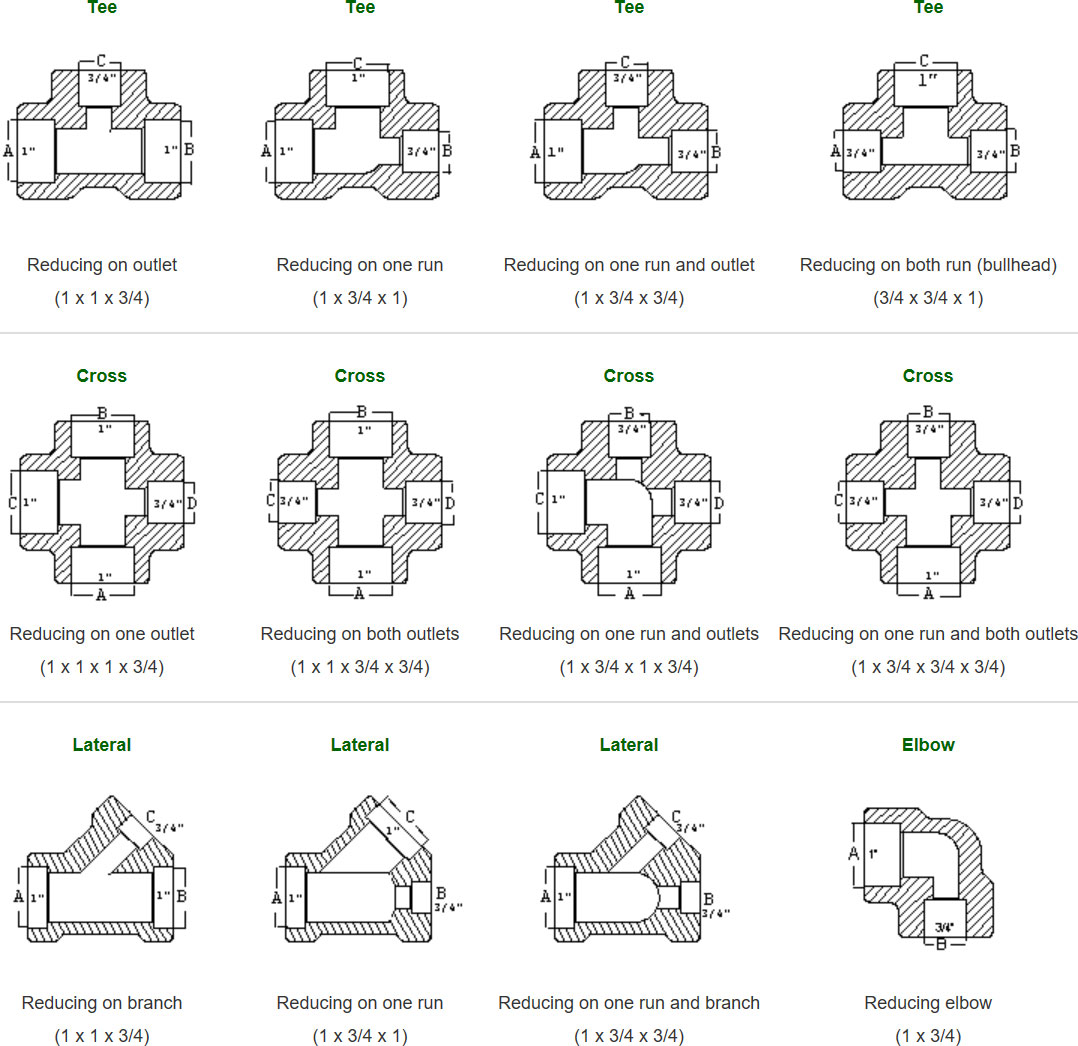 Tee Tee Tee Tee
C C C C
3/4" 1" 3/4" 1"
A 1" 1" B A 1" 3/4" B A 1" 3/4" B A 3/4" 3/4" B
Reducing on outlet Reducing on one run Reducing on one run and outlet Reducing on both run (bullhead)
(1 x 1 x 3/4) (1 x 3/4 x 1) (1 x 3/4 x 3/4) (3/4 x 3/4 x 1)
Cross Cross Cross Cross
B B B B
1" 1" 3/4" 3/4"
C 1" 3/4" D C 3/4" 3/4" D C 1" 3/4" D C 3/4" 3/4" D
1" 1" 1" 1"
A A A A
Reducing on one outlet Reducing on both outlets Reducing on one run and outlets Reducing on one run and both outlets
(1 x 1 x 1 x 3/4) (1 x 1 x 3/4 x 3/4) (1 x 3/4 x 1 x 3/4) (1 x 3/4 x 3/4 x 3/4)
Lateral Lateral Lateral Elbow
C C C
3/4" 1" 3/4"
A 1"
A 1" 1" B A 1" B A 1" B
3/4" 3/4"
3/4"
B
Reducing on branch Reducing on one run Reducing on one run and branch Reducing elbow
(1 x 1 x 3/4) (1 x 3/4 x 1) (1 x 3/4 x 3/4) (1 x 3/4)